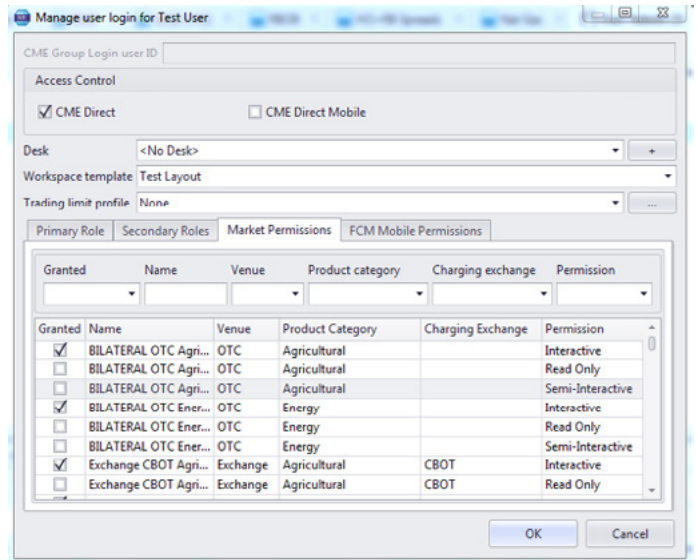 Manage user login for Test User
CME Group Login user ID
Access Control
CME Direct CME Direct Mobile
Desk <No Desk> +
Workspace template Test Layout
Trading limit profile None ...
Primary Role Secondary Roles Market Permissions FCM Mobile Permissions
Granted Name Venue Product category Charging exchange Permission
Granted Name Venue Product Category Charging Exchange Permission
BILATERAL OTC Agri... OTC Agricultural Interactive
BILATERAL OTC Agri... OTC Agricultural Read Only
BILATERAL OTC Agri... OTC Agricultural Semi-Interactive
BILATERAL OTC Ener... OTC Energy Interactive
BILATERAL OTC Ener... OTC Energy Read Only
BILATERAL OTC Ener... OTC Energy Semi-Interactive
Exchange CBOT Agri... Exchange Agricultural CBOT Interactive
Exchange CBOT Agri... Exchange Agricultural CBOT Read Only
OK Cancel